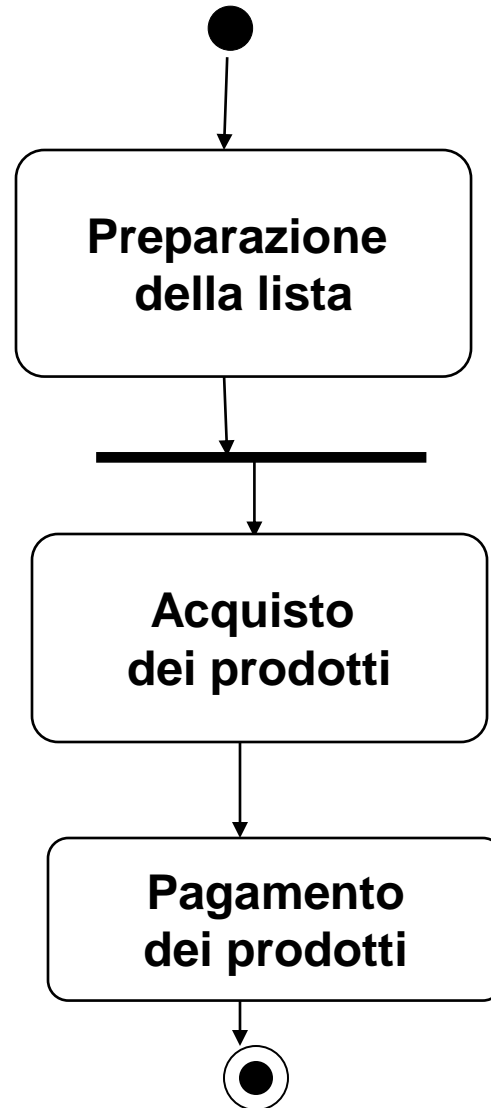 Preparazione
della lista
Acquisto
dei prodotti
Pagamento
dei prodotti